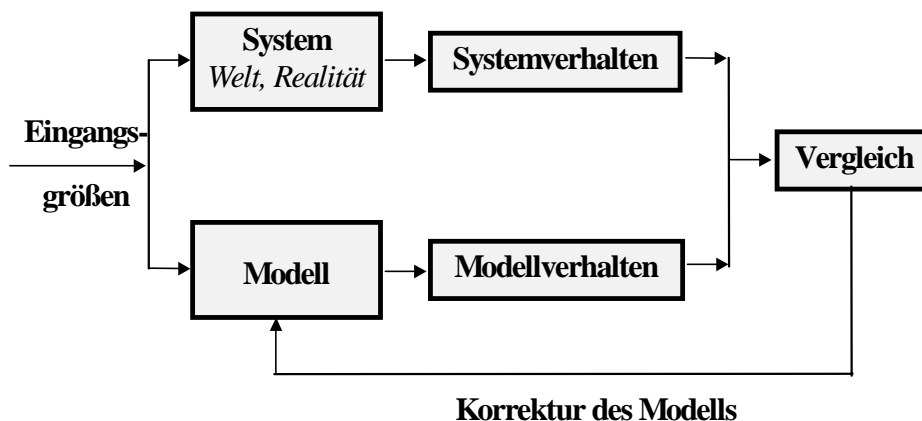 System
Welt, Realität
Systemverhalten
Eingangs-
größen
Vergleich
Modell
Modellverhalten
Korrektur des Modells